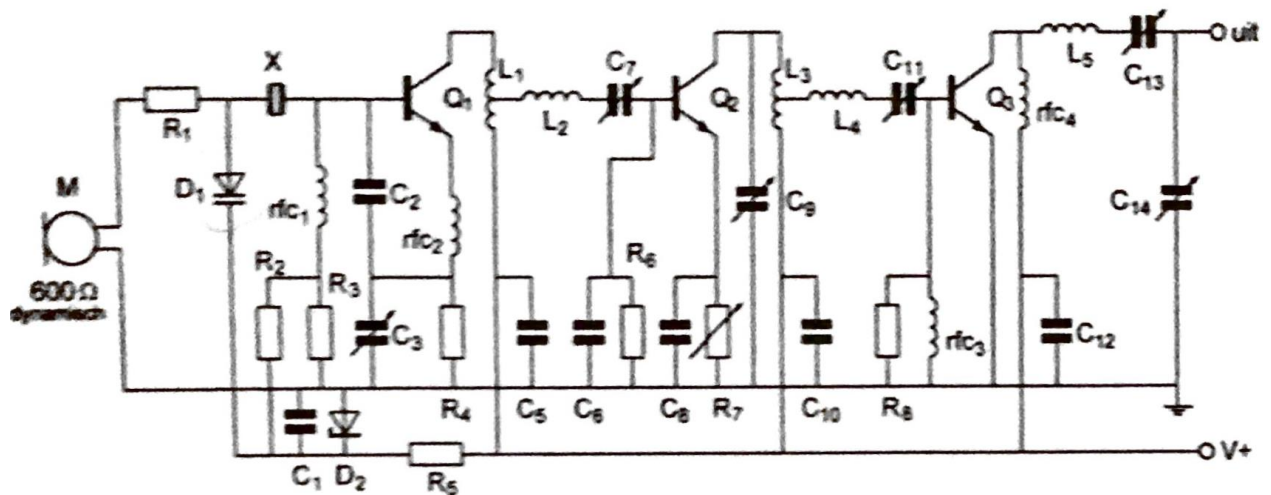 X
L₁
C₇
L₃
C₁₁
L₅
C₁₃
uit
R₁
Q₁
L₂
Q₂
L₄
Q₃
rfc₄
M
D₁
rfc₁
C₂
rfc₂
C₉
C₁₄
600Ω
dynamisch
R₂
R₃
C₃
R₆
rfc₃
C₁₂
R₄
C₅
C₆
C₈
R₇
C₁₀
R₈
C₁
D₂
R₅
V+